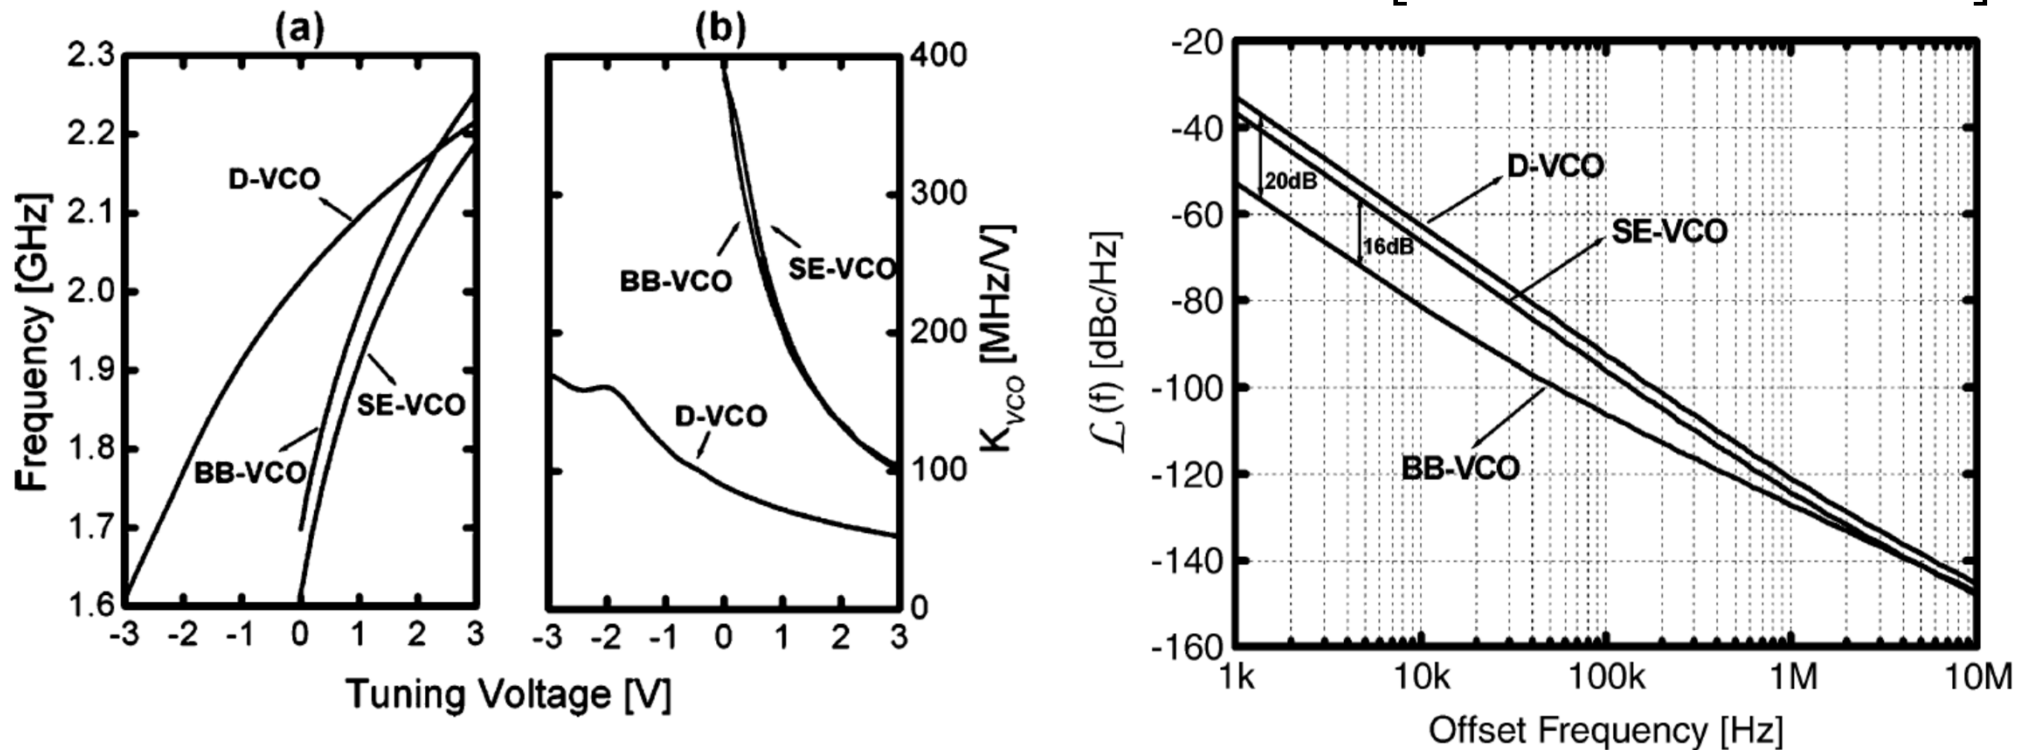 (a)
2.3
2.2
2.1
2.0
1.9
1.8
1.7
1.6
Frequency [GHz]
D-VCO
SE-VCO
BB-VCO
-3 -2 -1 0 1 2 3
(b)
400
300
200
100
0
K_VCO [MHz/V]
BB-VCO
SE-VCO
D-VCO
-3 -2 -1 0 1 2 3
Tuning Voltage [V]
-20
-40
-60
-80
-100
-120
-140
-160
ℒ(f) [dBc/Hz]
D-VCO
20dB
SE-VCO
16dB
BB-VCO
1k 10k 100k 1M 10M
Offset Frequency [Hz]